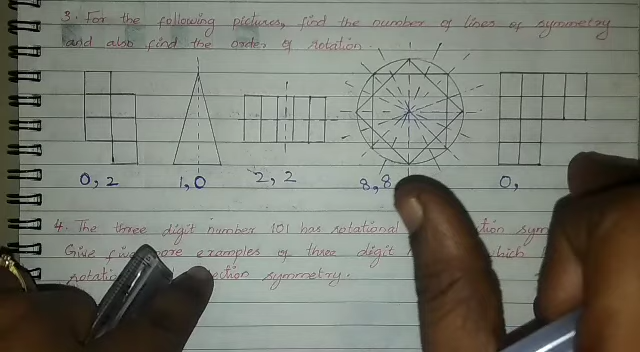 3. For the following pictures, find the number of lines of symmetry
and also find the order of rotation.
0, 2 1, 0 2, 2 8, 8 0,
4. The three digit number 101 has rotational
Give examples of three digit which
symmetry.